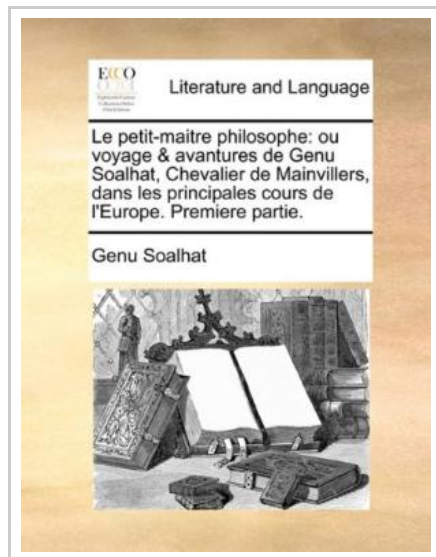 ECCO
Literature and Language
Le petit-maitre philosophe: ou
voyage & avantures de Genu
Soalhat, Chevalier de Mainvillers,
dans les principales cours de
l'Europe. Premiere partie.
Genu Soalhat